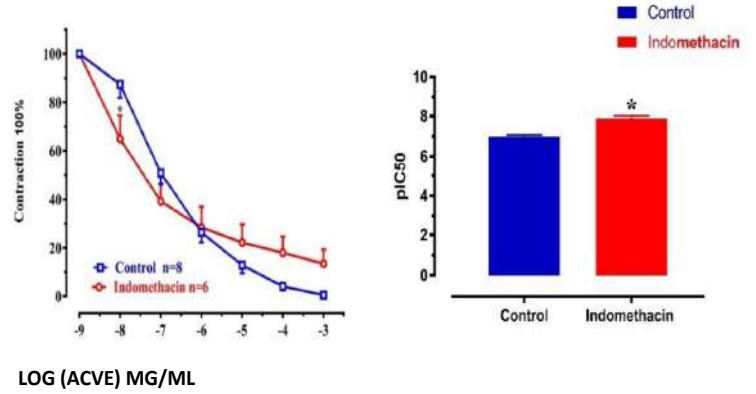 Control
Indomethacin
Contraction 100%
100
80
60
40
20
0
*
Control n=8
Indomethacin n=6
-9 -8 -7 -6 -5 -4 -3
LOG (ACVE) MG/ML
pIC50
10
8
6
4
2
0
*
Control Indomethacin